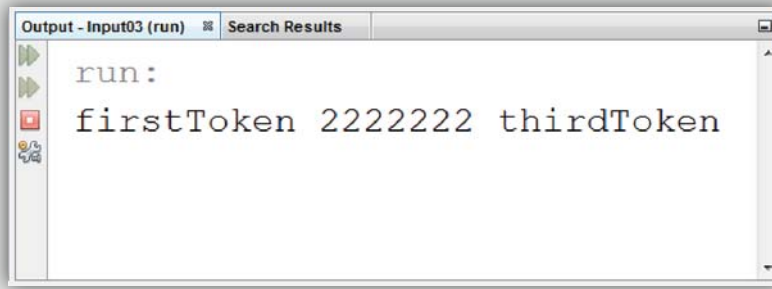 Output - Input03 (run) Search Results
run:
firstToken 2222222 thirdToken